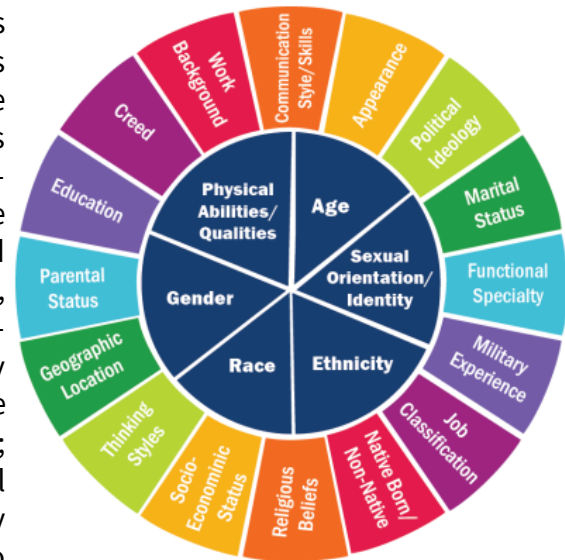 Communication
Style/Skills
Appearance
Political
Ideology
Marital
Status
Functional
Specialty
Military
Experience
Job
Classification
Native Born/
Non-Native
Religious
Beliefs
Socio-
Econominic
Status
Thinking
Styles
Geographic
Location
Parental
Status
Education
Creed
Work
Background
Physical
Abilities/
Qualities
Age
Sexual
Orientation/
Identity
Ethnicity
Race
Gender